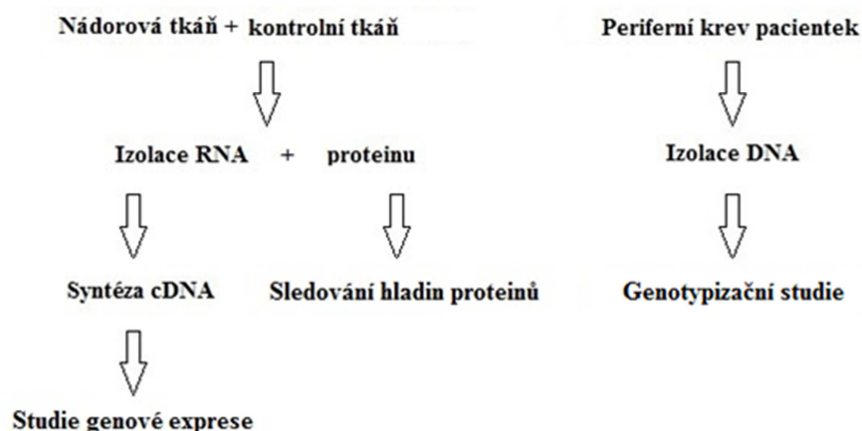 Nádorová tkáň + kontrolní tkáň
Periferní krev pacientek
Izolace RNA + proteinu
Izolace DNA
Syntéza cDNA
Sledování hladin proteinů
Genotypizační studie
Studie genové exprese